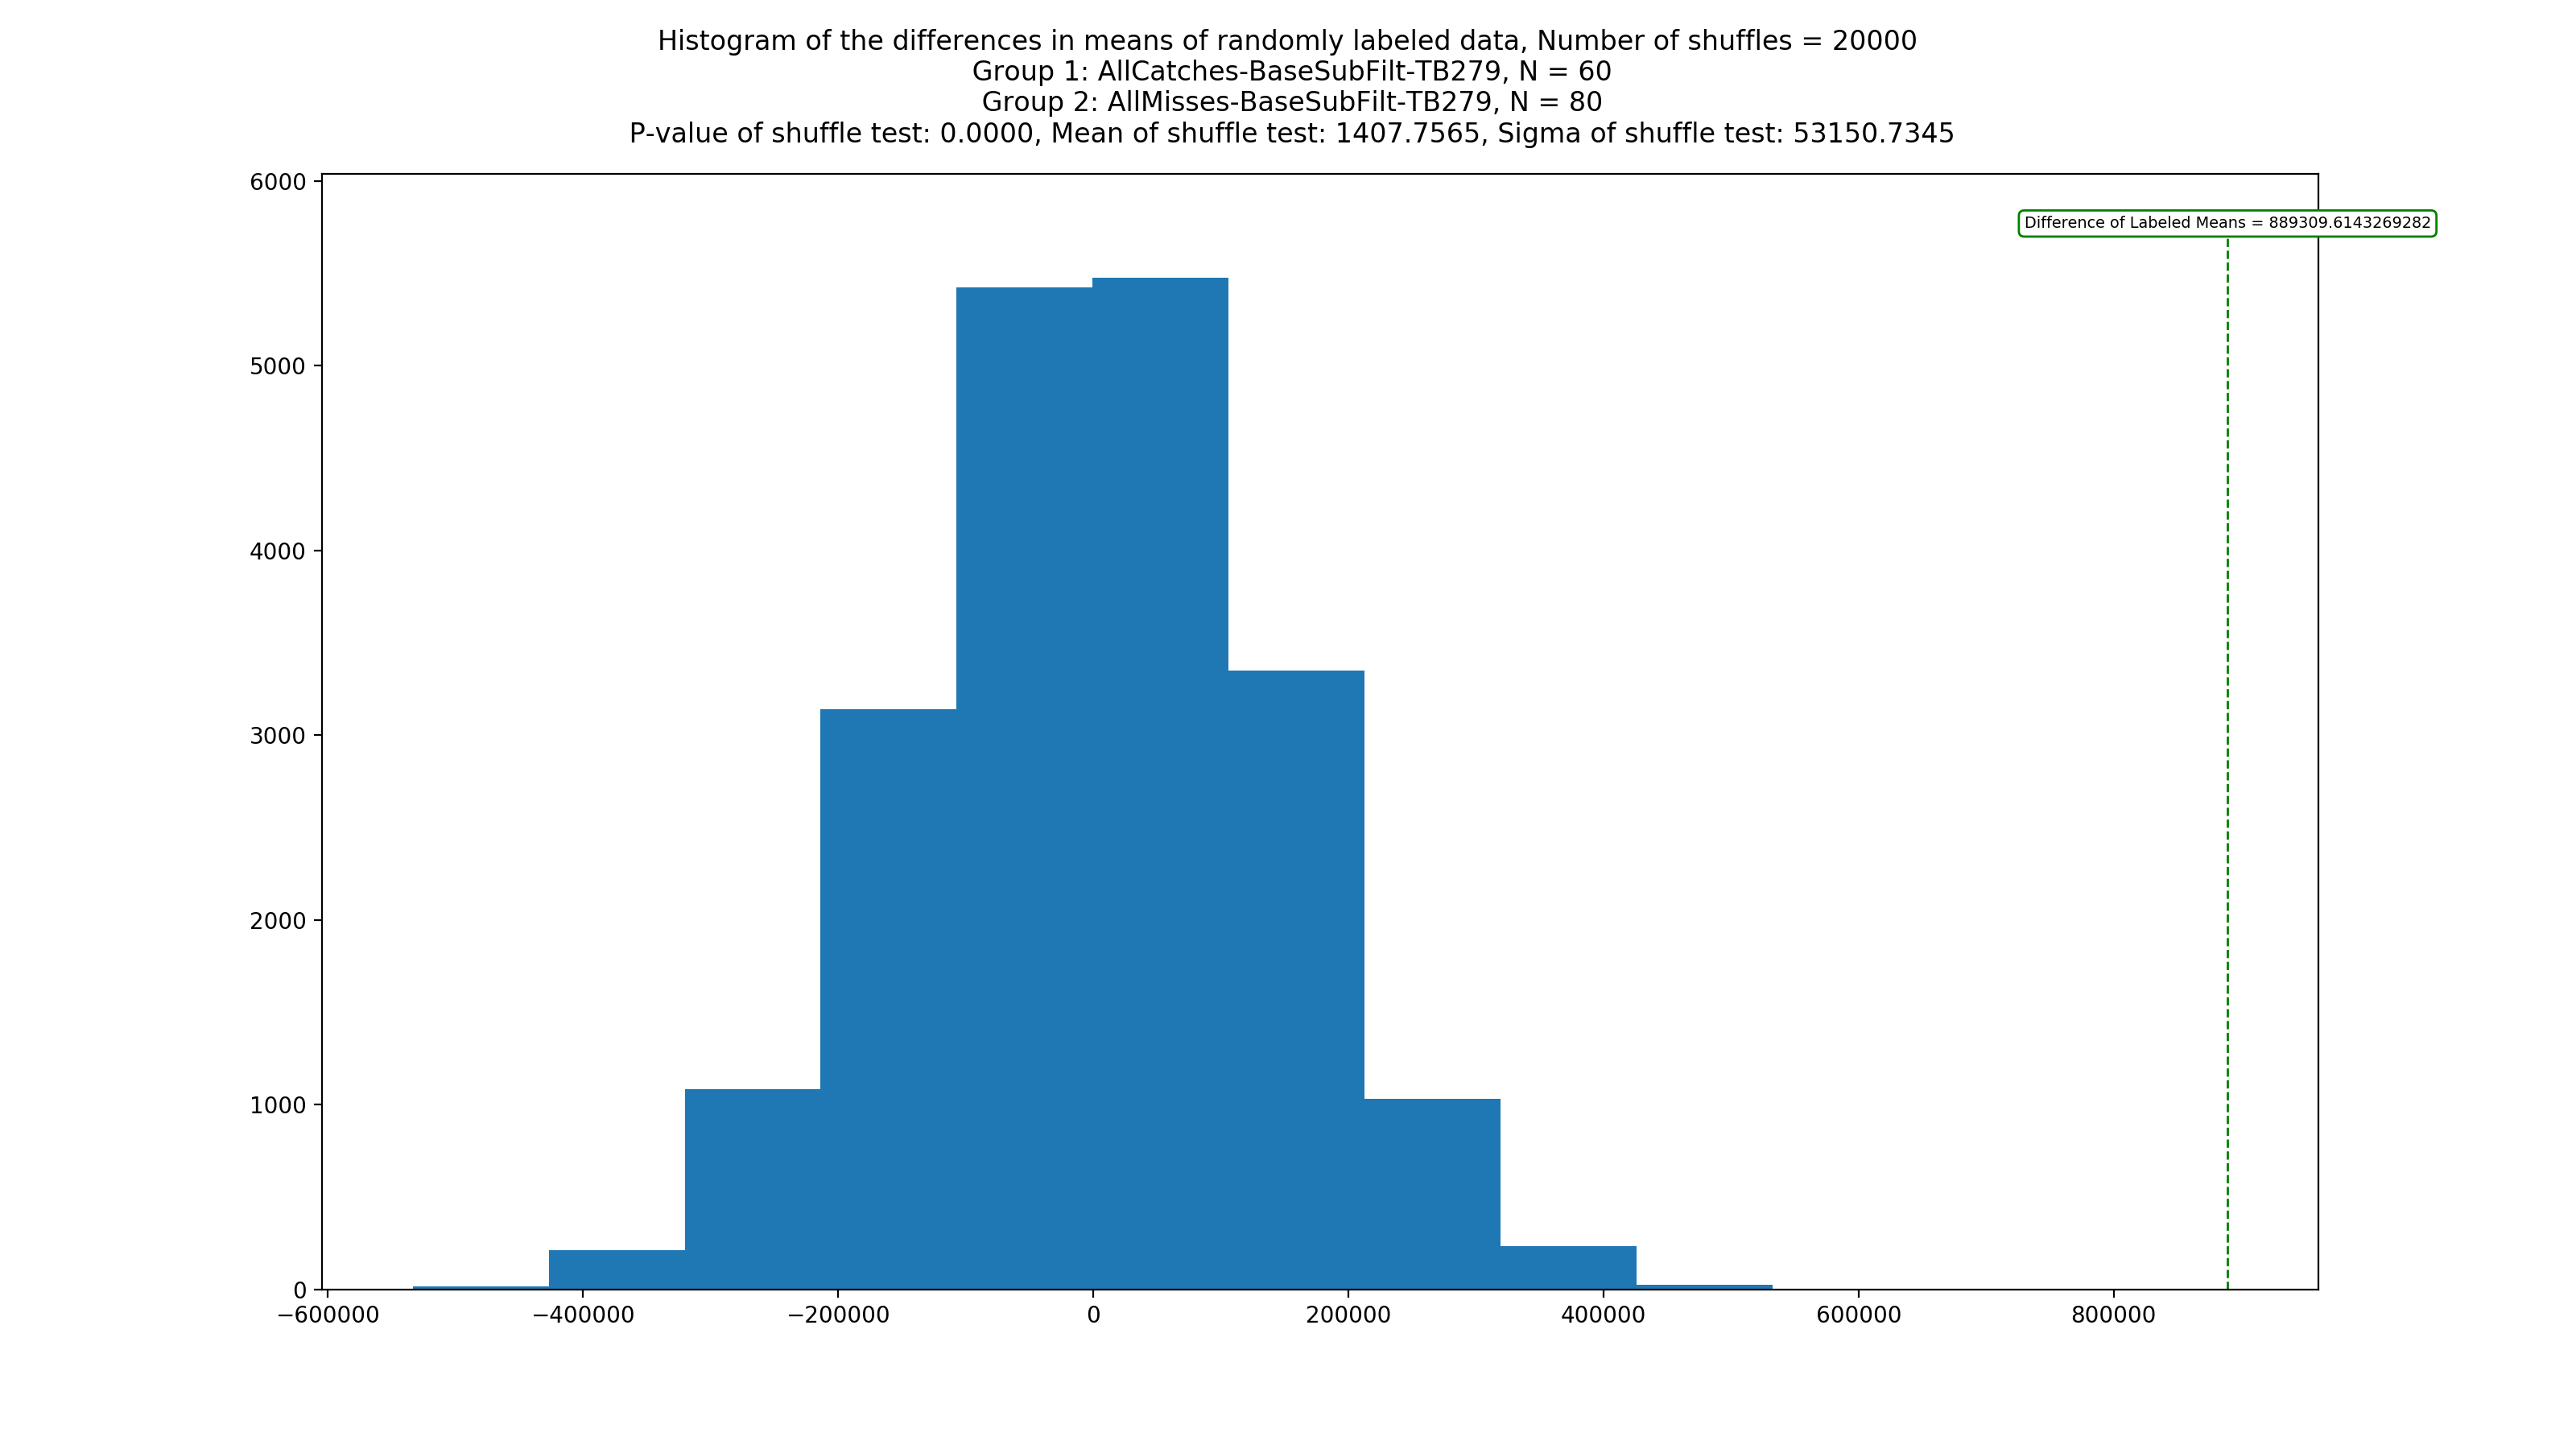 Histogram of the differences in means of randomly labeled data, Number of shuffles = 20000
Group 1: AllCatches-BaseSubFilt-TB279, N = 60
Group 2: AllMisses-BaseSubFilt-TB279, N = 80
P-value of shuffle test: 0.0000, Mean of shuffle test: 1407.7565, Sigma of shuffle test: 53150.7345
6000
Difference of Labeled Means = 889309.6143269282
5000
4000
3000
2000
1000
0
−600000 −400000 −200000 0 200000 400000 600000 800000